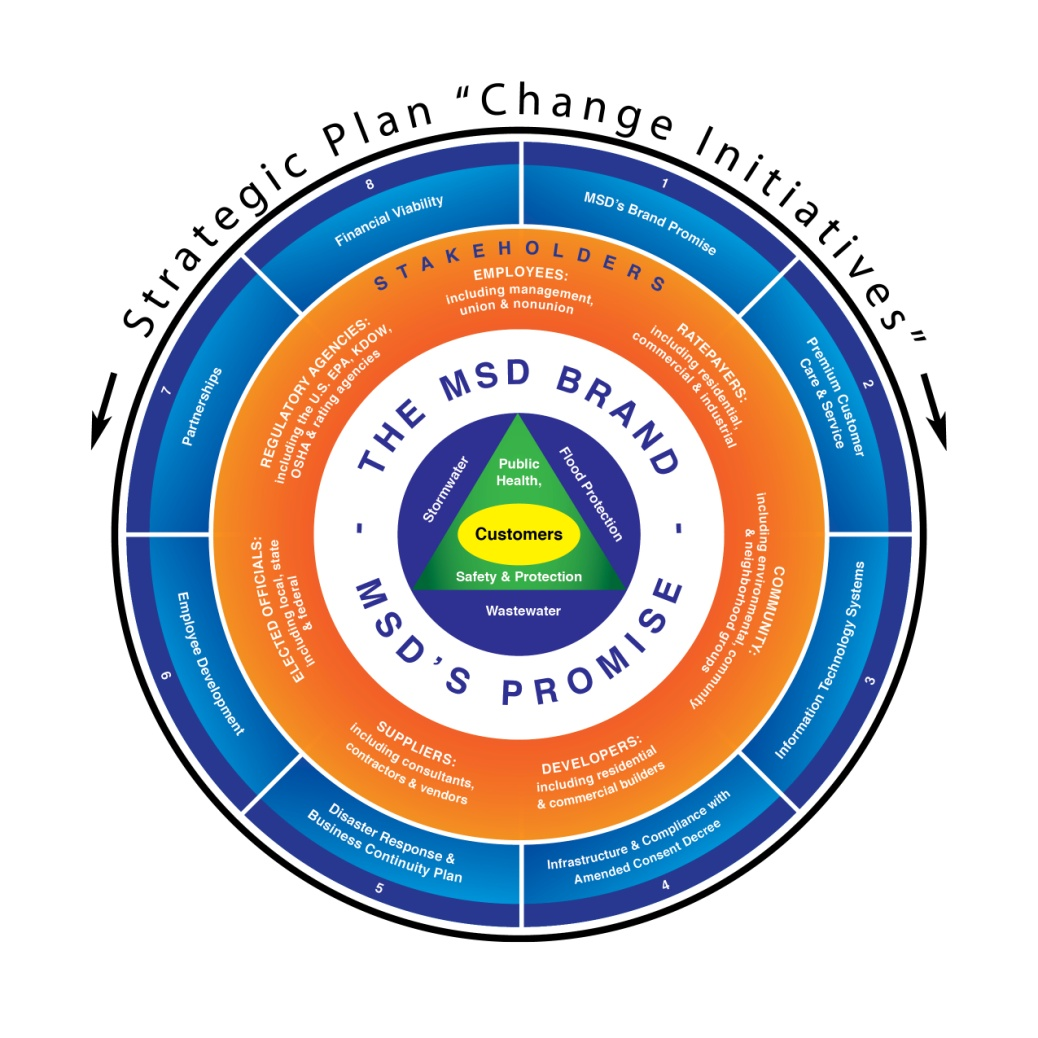 Strategic Plan “Change Initiatives”
1
MSD's Brand Promise
2
Premium Customer
Care & Service
3
Information Technology Systems
4
Infrastructure & Compliance with
Amended Consent Decree
5
Disaster Response &
Business Continuity Plan
6
Employee Development
7
Partnerships
8
Financial Viability
STAKEHOLDERS
EMPLOYEES:
including management,
union & nonunion
RATEPAYERS:
including residential,
commercial & industrial
COMMUNITY:
including environmental, community
& neighborhood groups
DEVELOPERS:
including residential
& commercial builders
SUPPLIERS:
including consultants,
contractors & vendors
ELECTED OFFICIALS:
including local, state
& federal
REGULATORY AGENCIES:
including the U.S. EPA, KDOW,
OSHA & rating agencies
- THE MSD BRAND -
MSD’S PROMISE
Stormwater
Flood Protection
Wastewater
Public
Health,
Customers
Safety & Protection